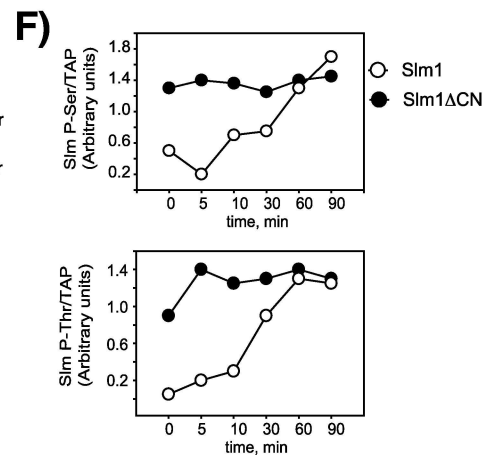 F)
Slm P-Ser/TAP
(Arbitrary units)
1.8
1.4
1.0
0.6
0.2
0 5 10 30 60 90
time, min
Slm1
Slm1ΔCN
Slm P-Thr/TAP
(Arbitrary units)
1.4
1.0
0.6
0.2
0 5 10 30 60 90
time, min